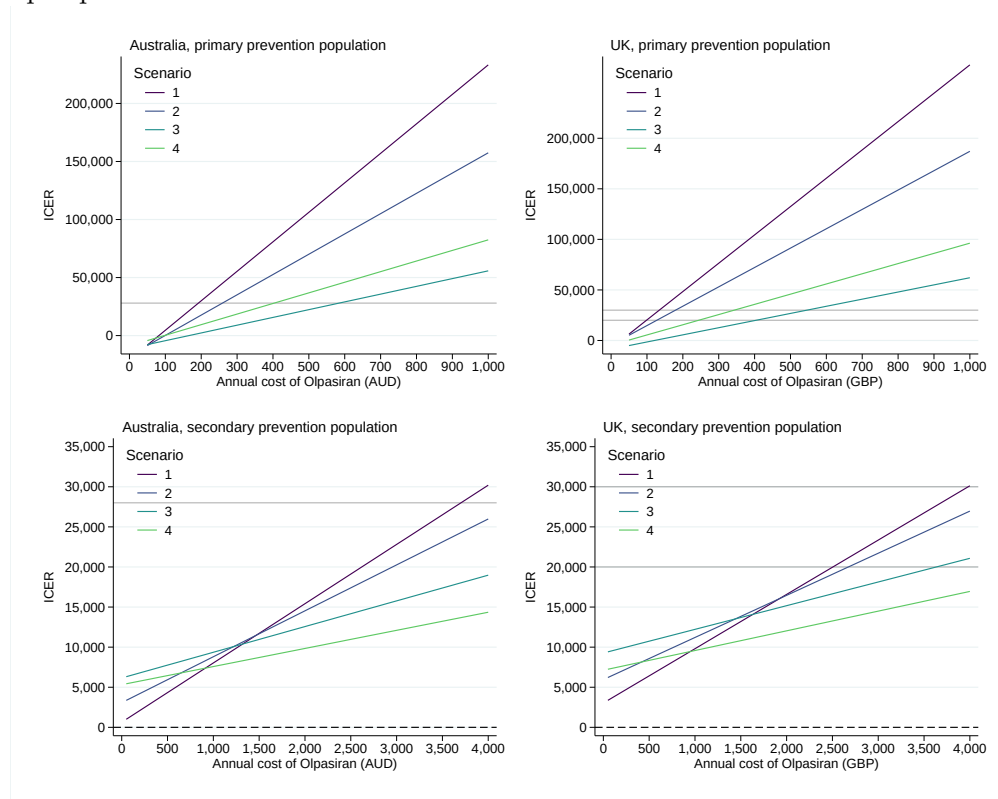 Australia, primary prevention population
Scenario
1
2
3
4
200,000
150,000
100,000
50,000
0
ICER
0 100 200 300 400 500 600 700 800 900 1,000
Annual cost of Olpasiran (AUD)
UK, primary prevention population
Scenario
1
2
3
4
200,000
150,000
100,000
50,000
0
ICER
0 100 200 300 400 500 600 700 800 900 1,000
Annual cost of Olpasiran (GBP)
Australia, secondary prevention population
Scenario
1
2
3
4
35,000
30,000
25,000
20,000
15,000
10,000
5,000
0
ICER
0 500 1,000 1,500 2,000 2,500 3,000 3,500 4,000
Annual cost of Olpasiran (AUD)
UK, secondary prevention population
Scenario
1
2
3
4
35,000
30,000
25,000
20,000
15,000
10,000
5,000
0
ICER
0 500 1,000 1,500 2,000 2,500 3,000 3,500 4,000
Annual cost of Olpasiran (GBP)